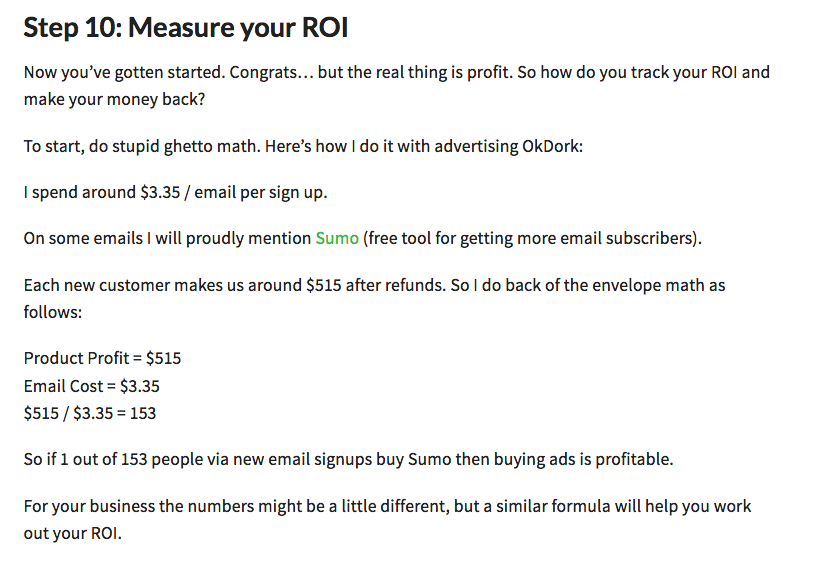 Step 10: Measure your ROI
Now you’ve gotten started. Congrats… but the real thing is profit. So how do you track your ROI and
make your money back?
To start, do stupid ghetto math. Here’s how I do it with advertising OkDork:
I spend around $3.35 / email per sign up.
On some emails I will proudly mention Sumo (free tool for getting more email subscribers).
Each new customer makes us around $515 after refunds. So I do back of the envelope math as
follows:
Product Profit = $515
Email Cost = $3.35
$515 / $3.35 = 153
So if 1 out of 153 people via new email signups buy Sumo then buying ads is profitable.
For your business the numbers might be a little different, but a similar formula will help you work
out your ROI.